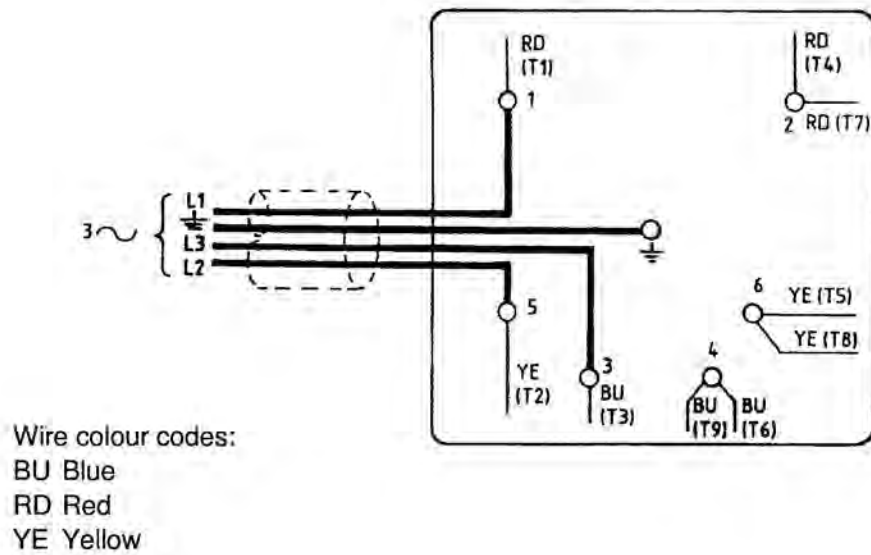 RD
(T1)
1
RD
(T4)
2 RD (T7)
3
L1
L3
L2
5
YE
(T2)
3
BU
(T3)
6
YE (T5)
YE (T8)
4
BU
(T9)
BU
(T6)
Wire colour codes:
BU Blue
RD Red
YE Yellow